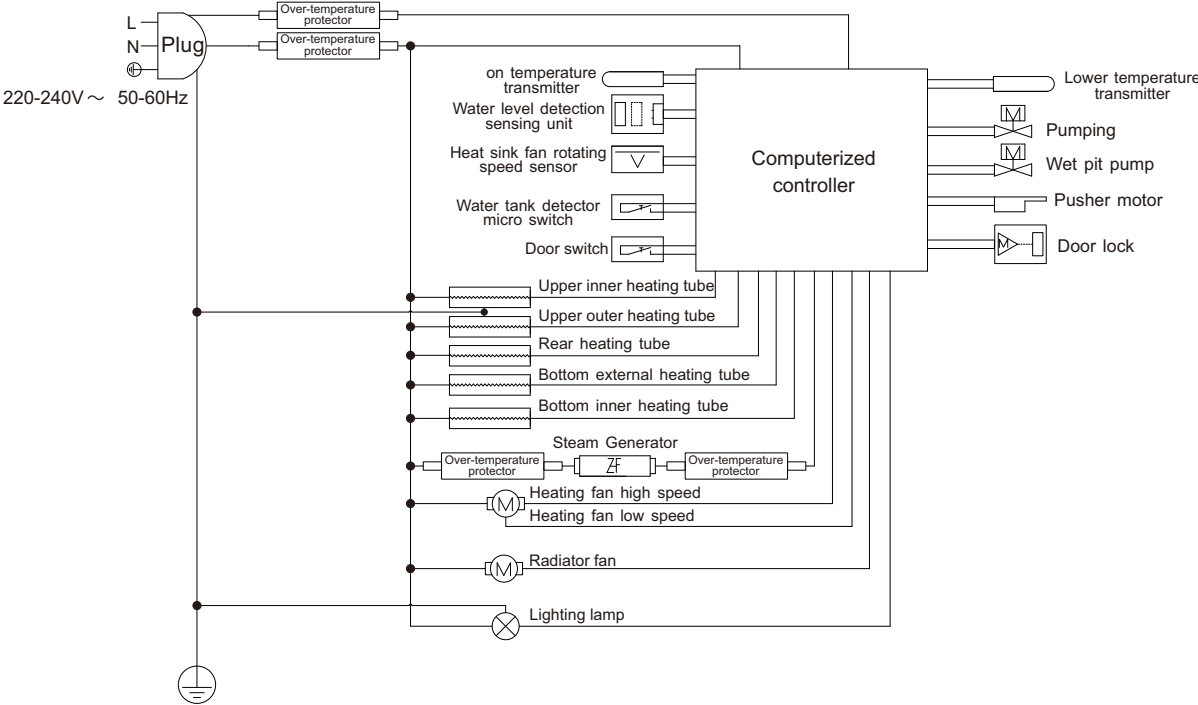 Over-temperature
protector
L
N
Plug
Over-temperature
protector
220-240V～ 50-60Hz
on temperature
transmitter
Water level detection
sensing unit
Heat sink fan rotating
speed sensor
Water tank detector
micro switch
Door switch
Computerized
controller
Lower temperature
transmitter
M
Pumping
M
Wet pit pump
Pusher motor
M
Door lock
Upper inner heating tube
Upper outer heating tube
Rear heating tube
Bottom external heating tube
Bottom inner heating tube
Steam Generator
Over-temperature
protector
ZF
Over-temperature
protector
M
Heating fan high speed
Heating fan low speed
M
Radiator fan
Lighting lamp